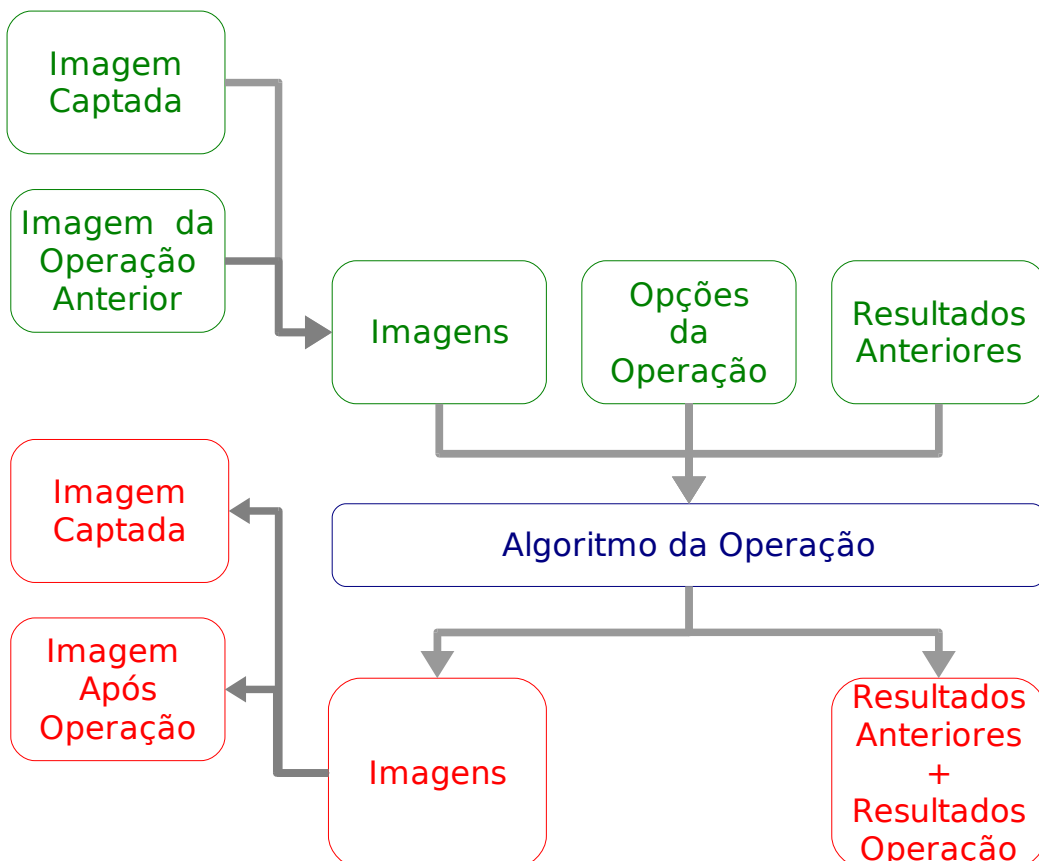 Imagem
Captada
Imagem da
Operação
Anterior
Imagens
Opções
da
Operação
Resultados
Anteriores
Imagem
Captada
Algoritmo da Operação
Imagem
Após
Operação
Imagens
Resultados
Anteriores
+
Resultados
Operação